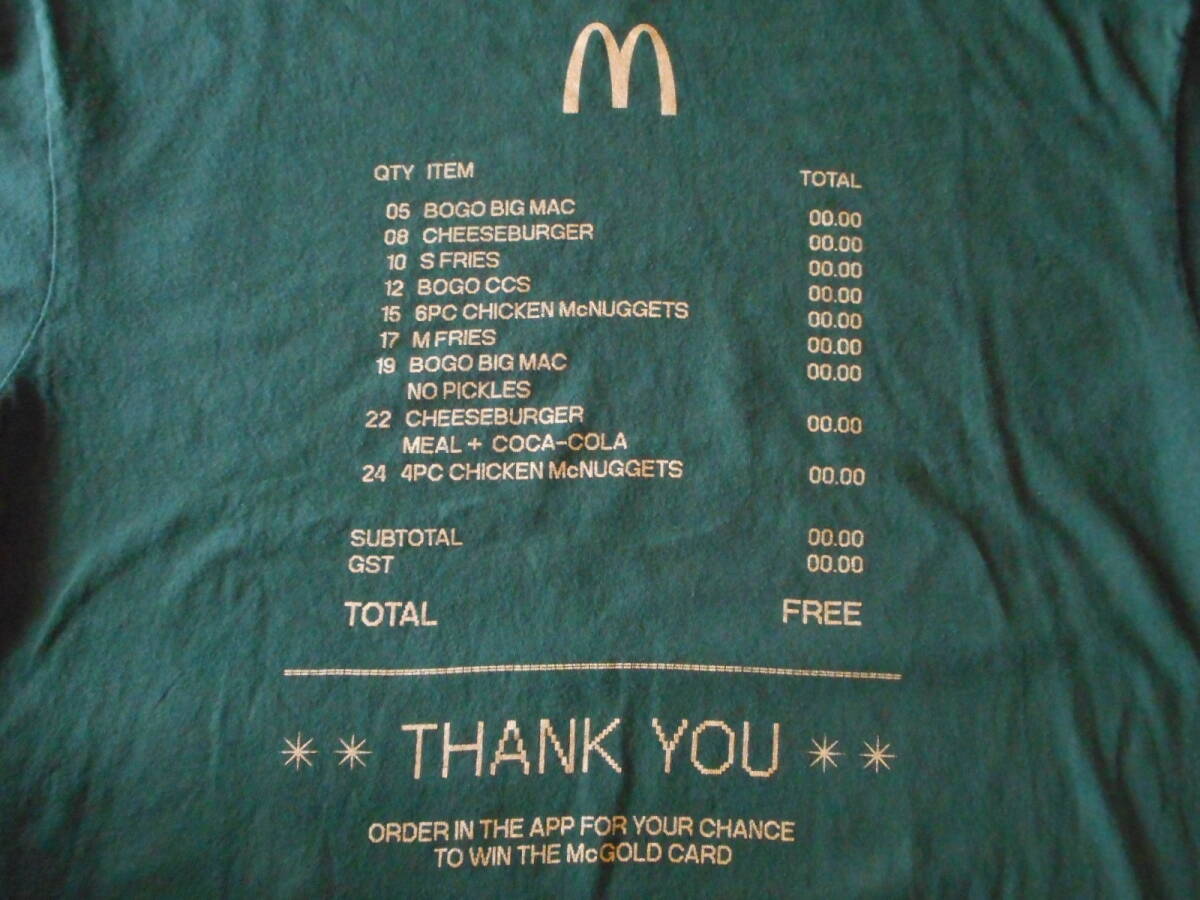 QTY ITEM TOTAL
05 BOGO BIG MAC 00.00
08 CHEESEBURGER 00.00
10 S FRIES 00.00
12 BOGO CCS 00.00
15 6PC CHICKEN McNUGGETS 00.00
17 M FRIES 00.00
19 BOGO BIG MAC 00.00
NO PICKLES
22 CHEESEBURGER 00.00
MEAL + COCA-COLA
24 4PC CHICKEN McNUGGETS 00.00
SUBTOTAL 00.00
GST 00.00
TOTAL FREE
** THANK YOU **
ORDER IN THE APP FOR YOUR CHANCE
TO WIN THE McGOLD CARD